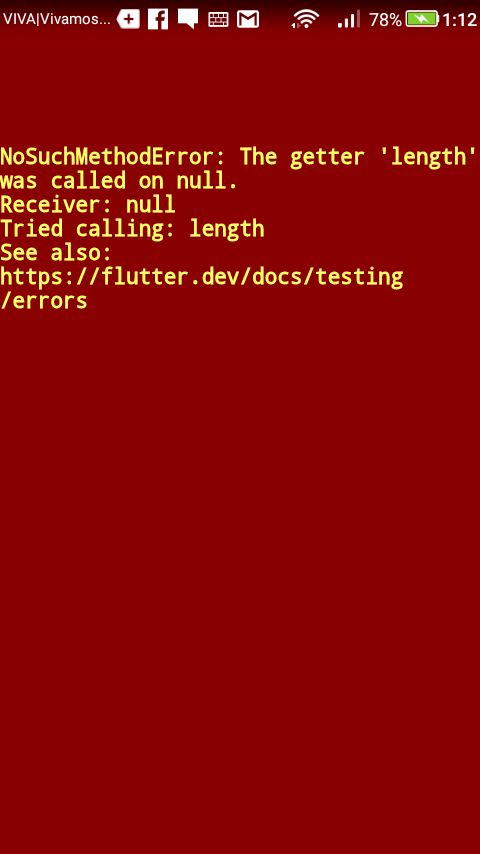 VIVA|Vivamos... 78% 1:12
NoSuchMethodError: The getter 'length'
was called on null.
Receiver: null
Tried calling: length
See also:
https://flutter.dev/docs/testing
/errors